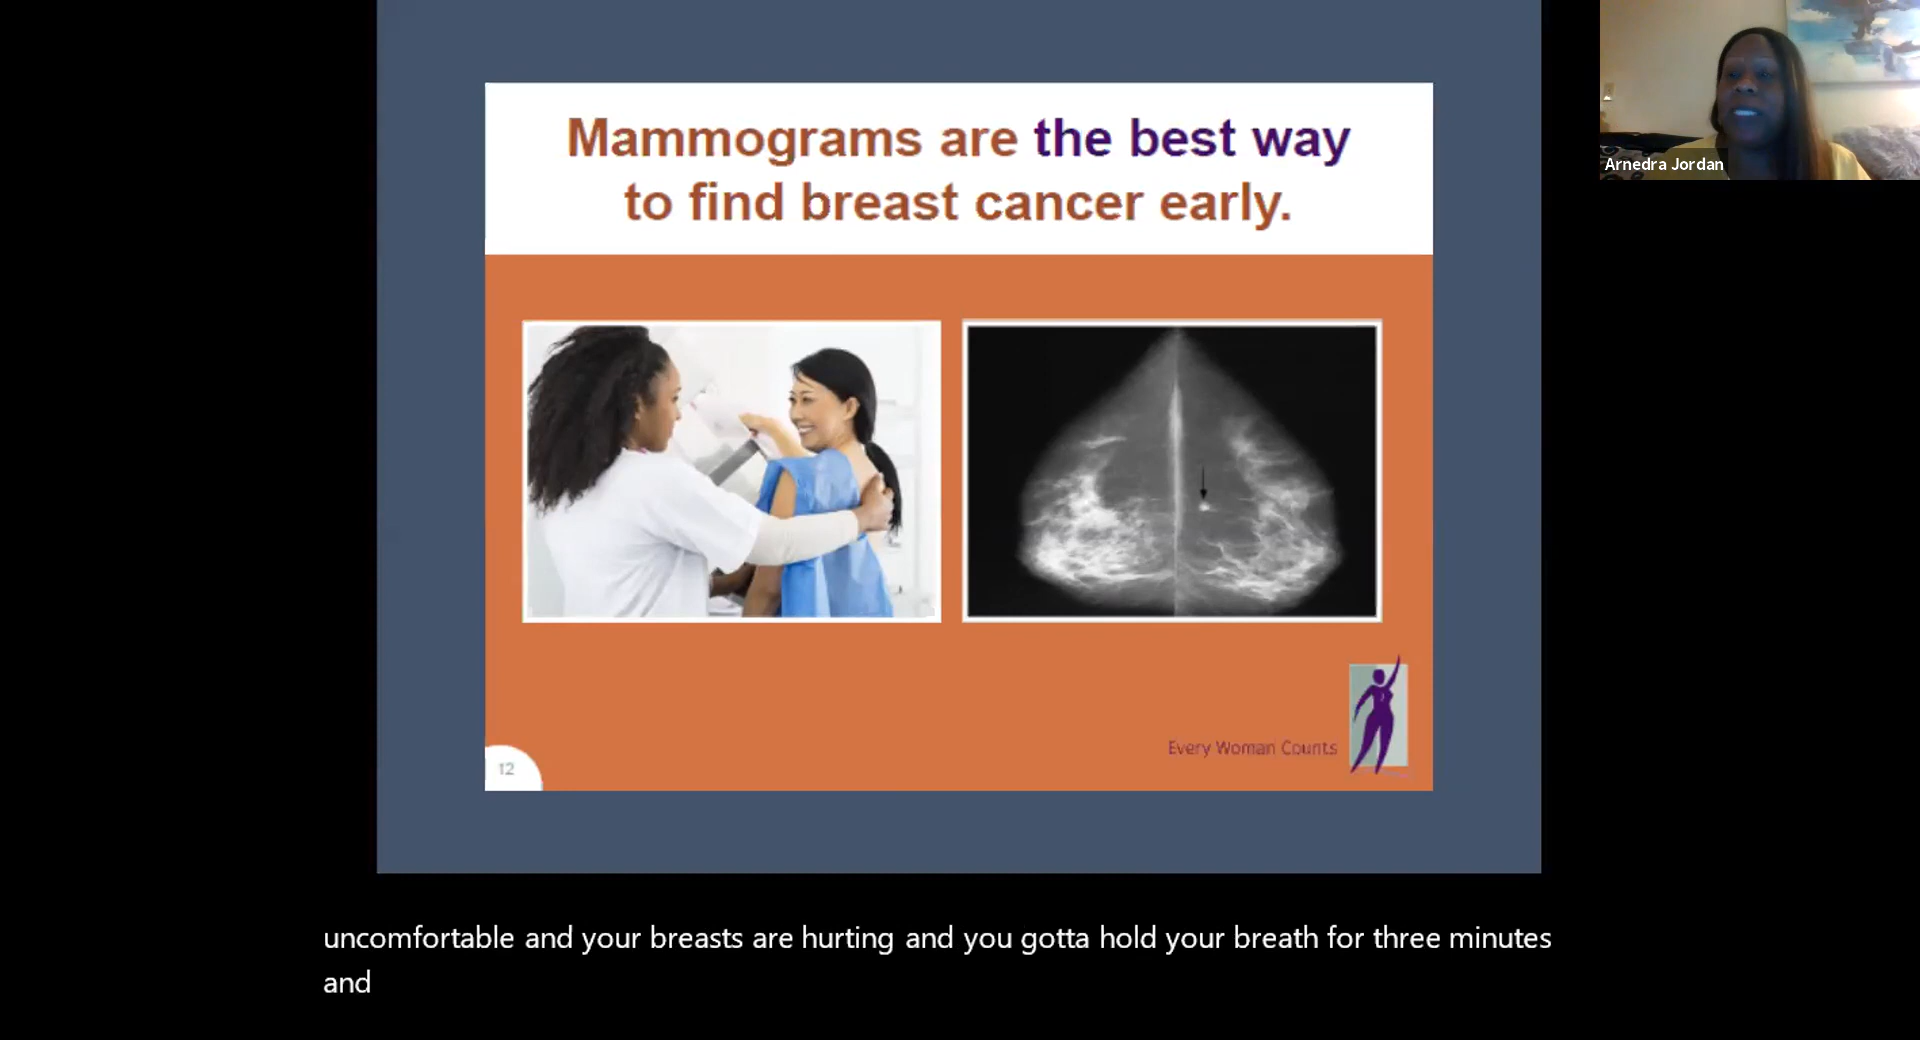 Mammograms are the best way
to find breast cancer early.
Arnedra Jordan
Every Woman Counts
12
uncomfortable and your breasts are hurting and you gotta hold your breath for three minutes
and